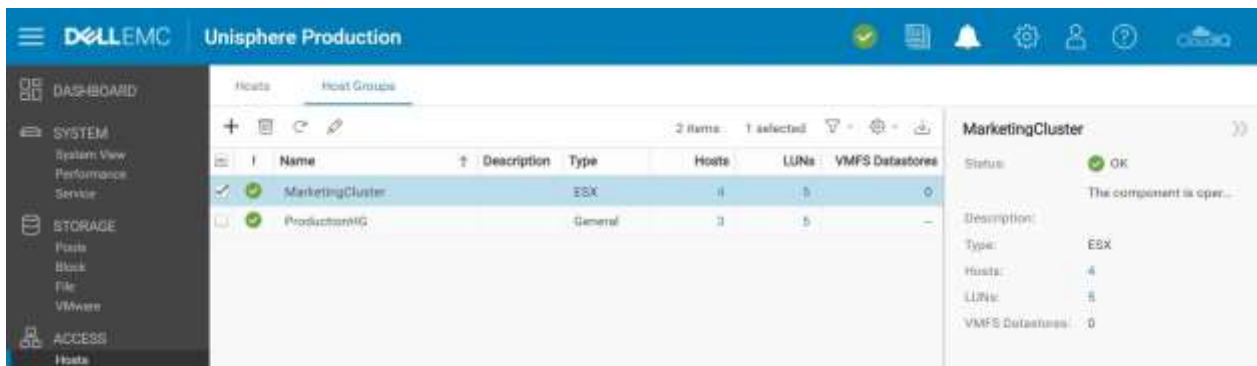 DELLEMC Unisphere Production
DASHBOARD
SYSTEM
System View
Performance
Service
STORAGE
Pools
Block
File
VMware
ACCESS
Hosts
Hosts Host Groups
2 items 1 selected
! Name ↑ Description Type Hosts LUNs VMFS Datastores
MarketingCluster ESX 4 5 0
ProductionHG General 3 5 --
MarketingCluster
Status: OK
The component is oper...
Description:
Type: ESX
Hosts: 4
LUNs: 5
VMFS Datastores: 0